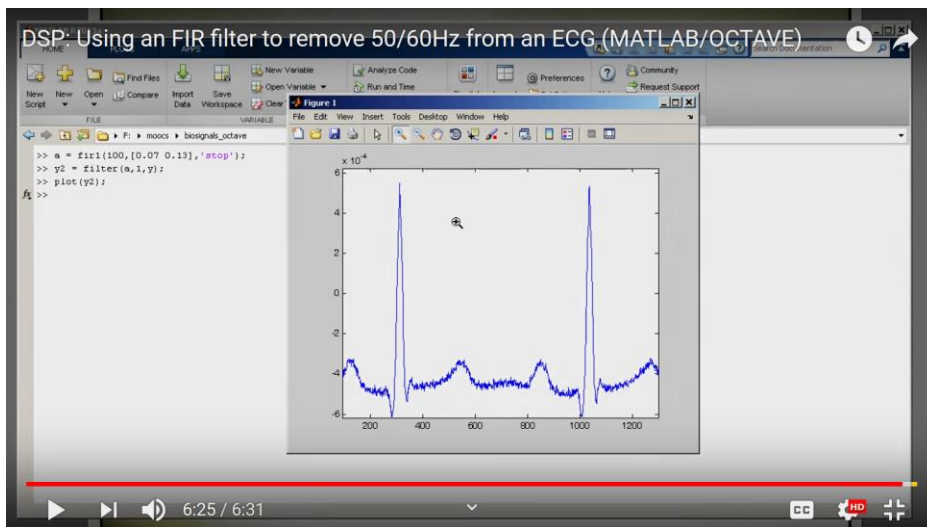 DSP: Using an FIR filter to remove 50/60Hz from an ECG (MATLAB/OCTAVE)
HOME
APPS
Search Documentation
New Script
New
Open
Find Files
Compare
Import Data
Save Workspace
New Variable
Open Variable
Clear
Analyze Code
Run and Time
Preferences
Community
Request Support
FILE
VARIABLE
F: moocs biosignals_octave
>> a = fir1(100,[0.07 0.13],'stop');
>> y2 = filter(a,1,y);
>> plot(y2);
fx >>
Figure 1
File Edit View Insert Tools Desktop Window Help
x 10-4
6
4
2
0
-2
-4
-6
200 400 600 800 1000 1200
6:25 / 6:31
CC
HD